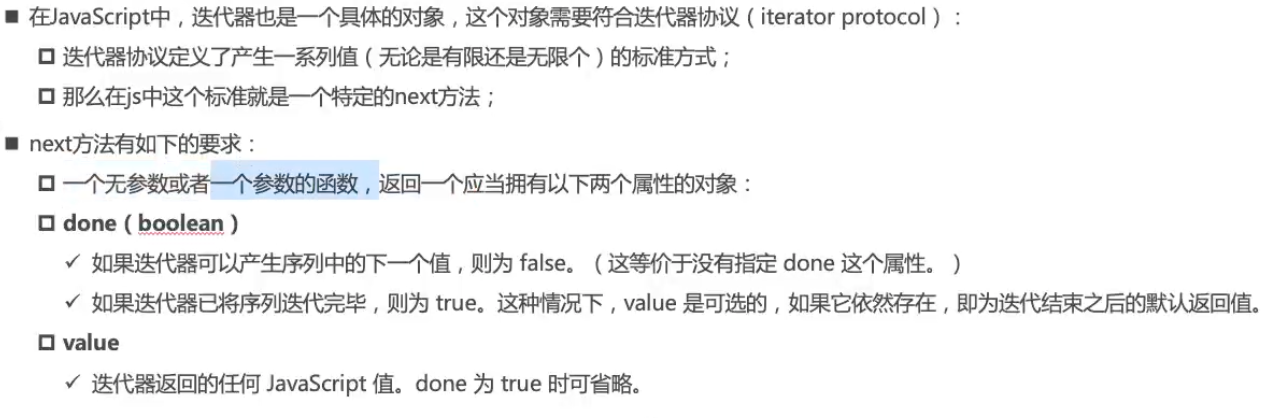 ■ 在JavaScript中，迭代器也是一个具体的对象，这个对象需要符合迭代器协议（iterator protocol）：
□ 迭代器协议定义了产生一系列值（无论是有限还是无限个）的标准方式；
□ 那么在js中这个标准就是一个特定的next方法；
■ next方法有如下的要求：
□ 一个无参数或者一个参数的函数，返回一个应当拥有以下两个属性的对象：
□ done（boolean）
✓ 如果迭代器可以产生序列中的下一个值，则为 false。（这等价于没有指定 done 这个属性。）
✓ 如果迭代器已将序列迭代完毕，则为 true。这种情况下，value 是可选的，如果它依然存在，即为迭代结束之后的默认返回值。
□ value
✓ 迭代器返回的任何 JavaScript 值。done 为 true 时可省略。